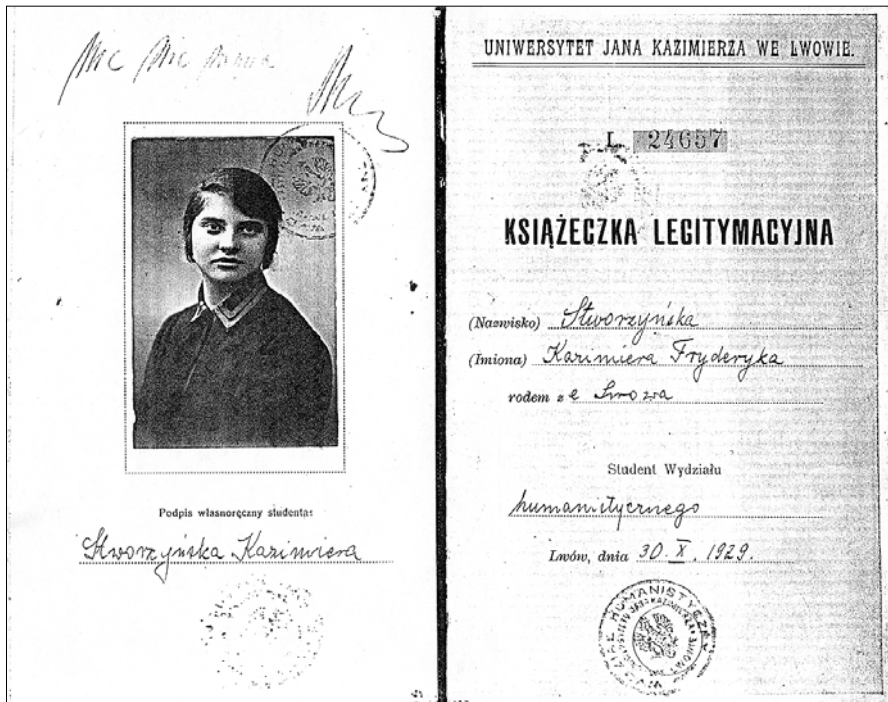 Podpis własnoręczny studenta:
Stworzyńska Kazimiera
UNIWERSYTET JANA KAZIMIERZA WE LWOWIE.
L. 24657
KSIĄŻECZKA LEGITYMACYJNA
(Nazwisko) Stworzyńska
(Imiona) Kazimiera Fryderyka
rodem z e Lwowa
Student Wydziału
humanistycznego
Lwów, dnia 30. X. 1929.